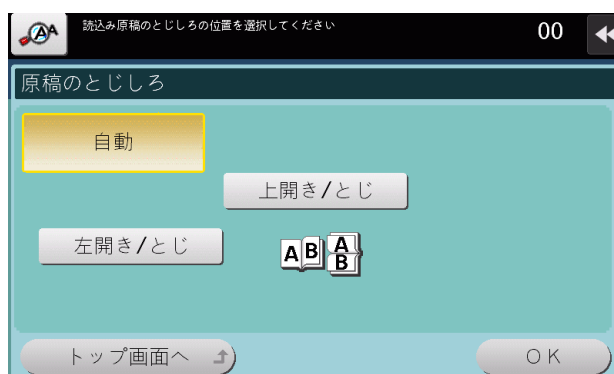 AA
読込み原稿のとじしろの位置を選択してください
00
原稿のとじしろ
自動
上開き/とじ
左開き/とじ
AB
A
B
トップ画面へ
OK